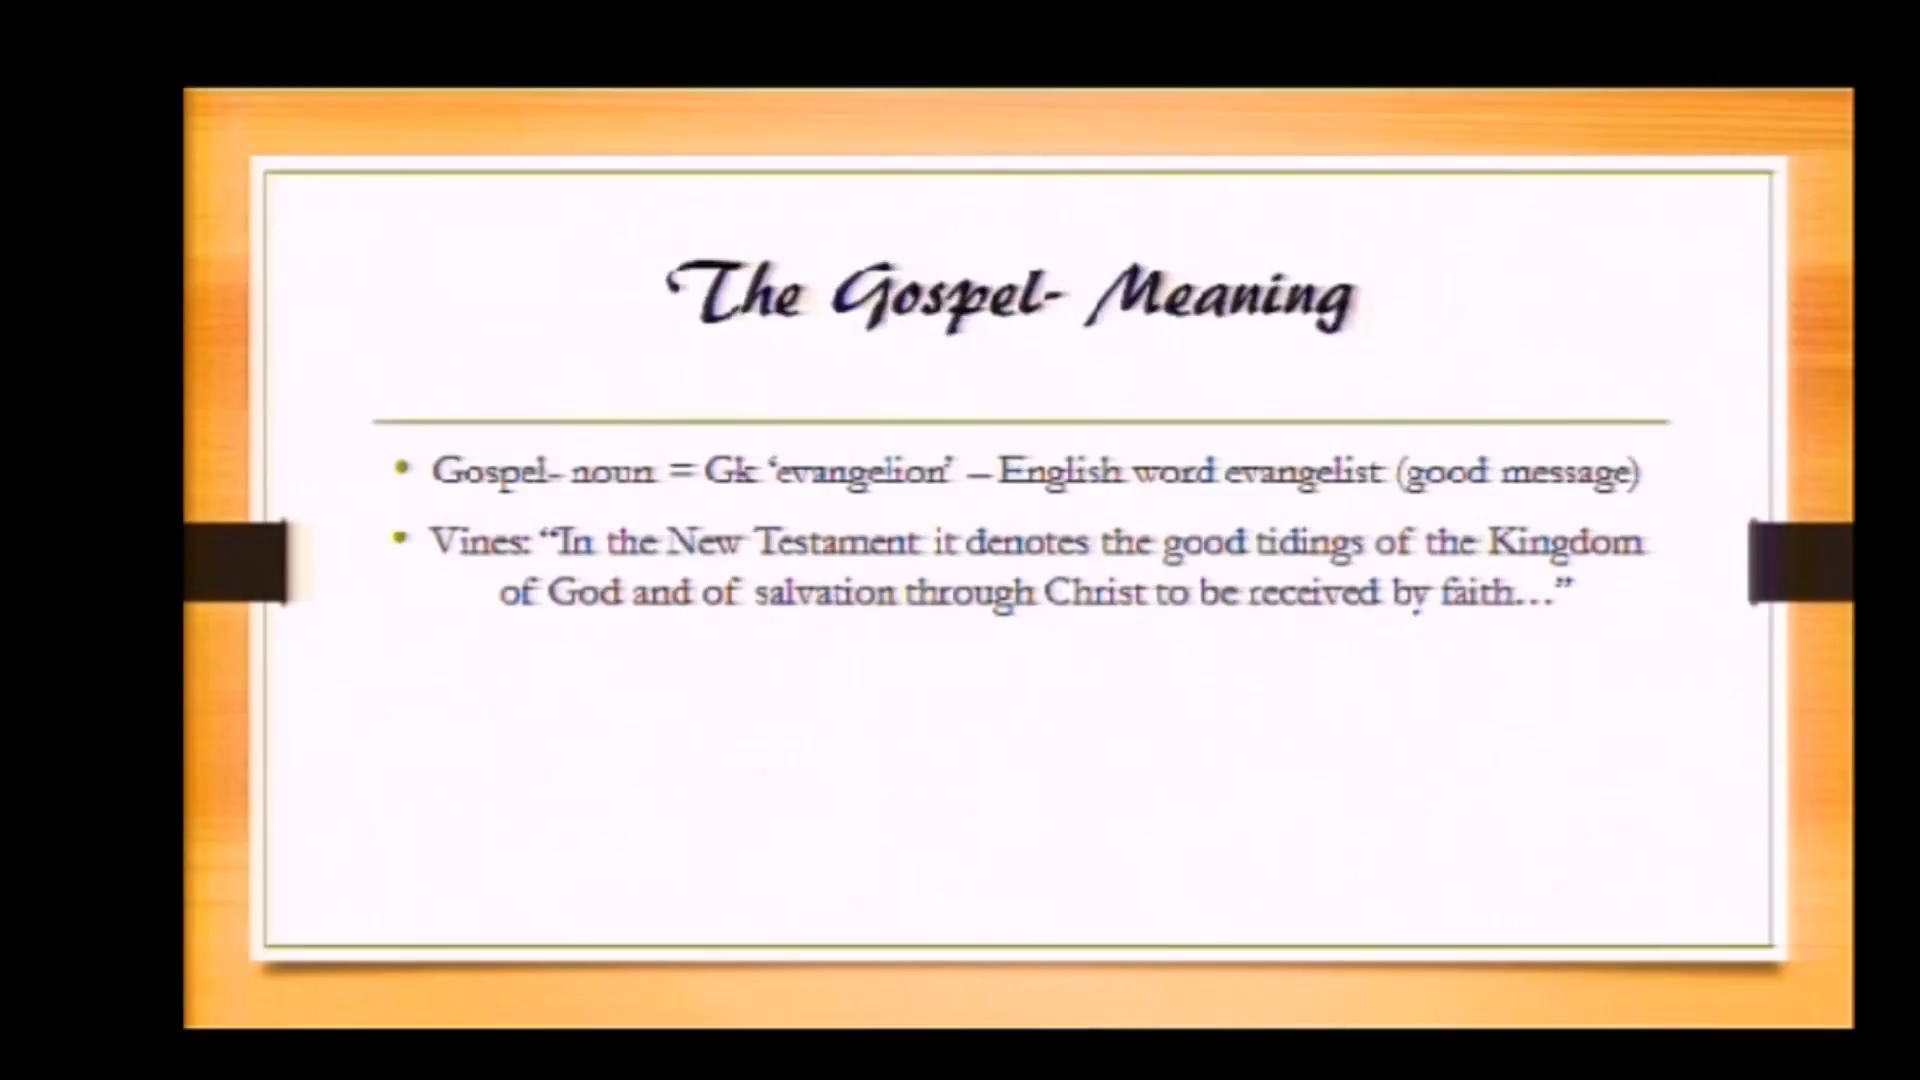 The Gospel- Meaning
• Gospel- noun = Gk ‘evangelion’ – English word evangelist (good message)
• Vines: “In the New Testament it denotes the good tidings of the Kingdom
of God and of salvation through Christ to be received by faith…”